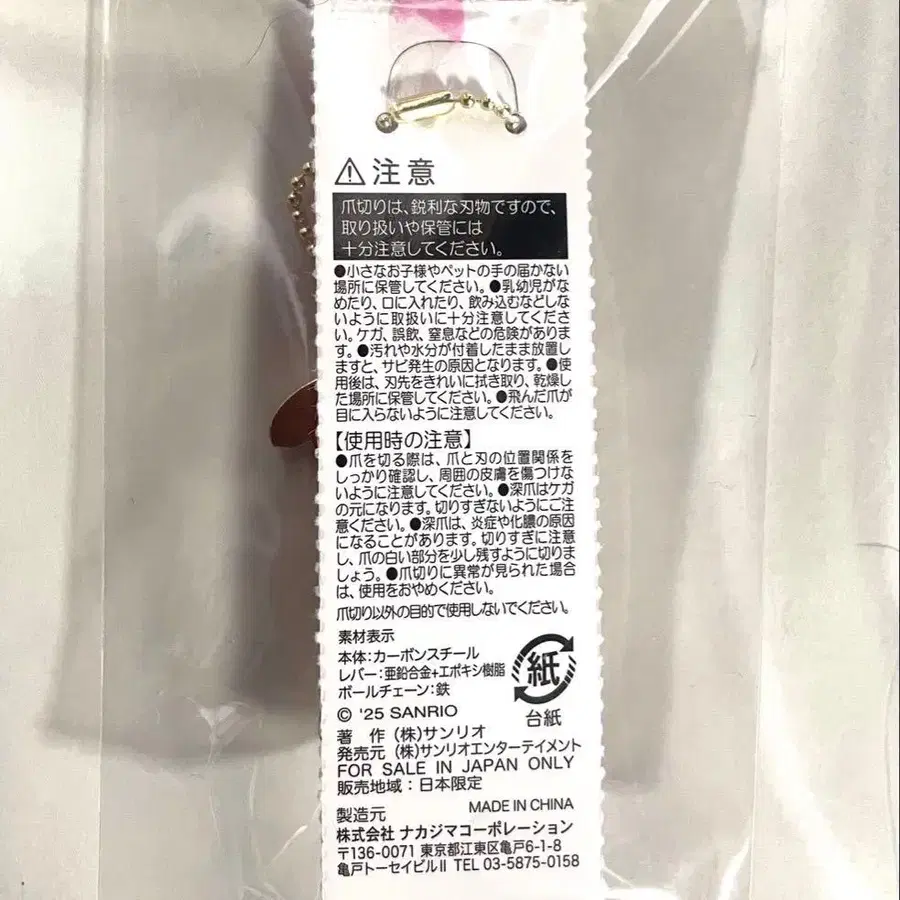 ⚠注意
爪切りは、鋭利な刃物ですので、
取り扱いや保管には
十分注意してください。
●小さなお子様やペットの手の届かない
場所に保管してください。●乳幼児がな
めたり、口に入れたり、飲み込むなどしな
いように取扱いに十分注意してくださ
い。ケガ、誤飲、窒息などの危険がありま
す。●汚れや水分が付着したまま放置し
ますと、サビ発生の原因となります。●使
用後は、刃先をきれいに拭き取り、乾燥し
た場所に保管してください。●飛んだ爪が
目に入らないように注意してください。
【使用時の注意】
●爪を切る際は、爪と刃の位置関係を
しっかり確認し、周囲の皮膚を傷つけな
いように注意してください。●深爪はケガ
の元になります。切りすぎないようにご注
意ください。●深爪は、炎症や化膿の原因
になることがあります。切りすぎに注意
し、爪の白い部分を少し残すように切りま
しょう。●爪切りに異常が見られた場合
は、使用をおやめください。
爪切り以外の目的で使用しないでください。
素材表示
本体：カーボンスチール
レバー：亜鉛合金+エポキシ樹脂
ボールチェーン：鉄
紙
台紙
© '25 SANRIO
著 作 (株)サンリオ
発売元 (株)サンリオエンターテイメント
FOR SALE IN JAPAN ONLY
販売地域：日本限定
MADE IN CHINA
製造元
株式会社 ナカジマコーポレーション
〒136-0071 東京都江東区亀戸6-1-8
亀戸トーセイビルII TEL 03-5875-0158